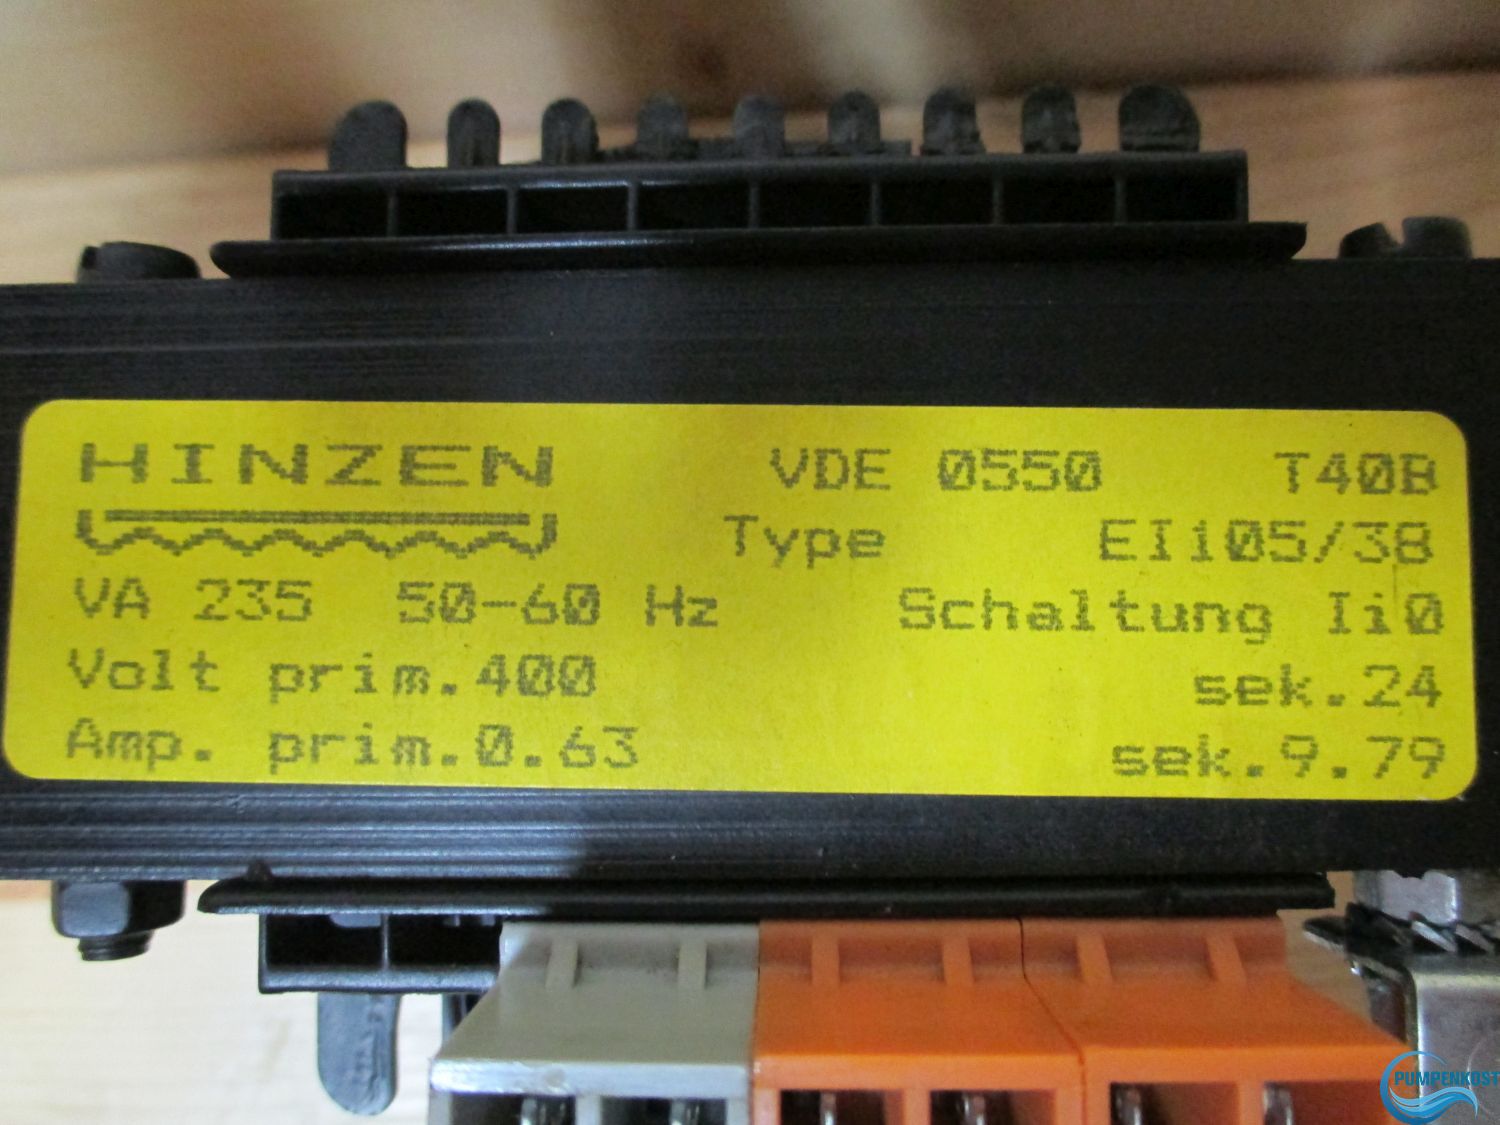 HINZEN VDE 0550 T40B
Type EI105/38
VA 235 50-60 Hz Schaltung Ii0
Volt prim.400 sek.24
Amp. prim.0.63 sek.9.79
PUMPENKOST